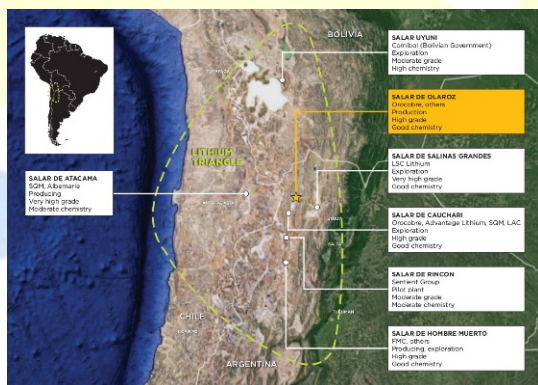 BOLIVIA
SALAR UYUNI
Comibol (Bolivian Government)
Exploration
Moderate grade
High chemistry
SALAR DE OLAROZ
Orocobre, others
Production
High grade
Good chemistry
LITHIUM
TRIANGLE
SALAR DE SALINAS GRANDES
LSC Lithium
Exploration
Very high grade
Good chemistry
SALAR DE ATACAMA
SQM, Albemarle
Producing
Very high grade
Moderate chemistry
SALAR DE CAUCHARI
Orocobre, Advantage Lithium, SQM, LAC
Exploration
High grade
Good chemistry
SALAR DE RINCON
Sentient Group
Pilot plant
Moderate grade
Moderate chemistry
CHILE
SALAR DE HOMBRE MUERTO
FMC, others
Producing, exploration
High grade
Good chemistry
ARGENTINA